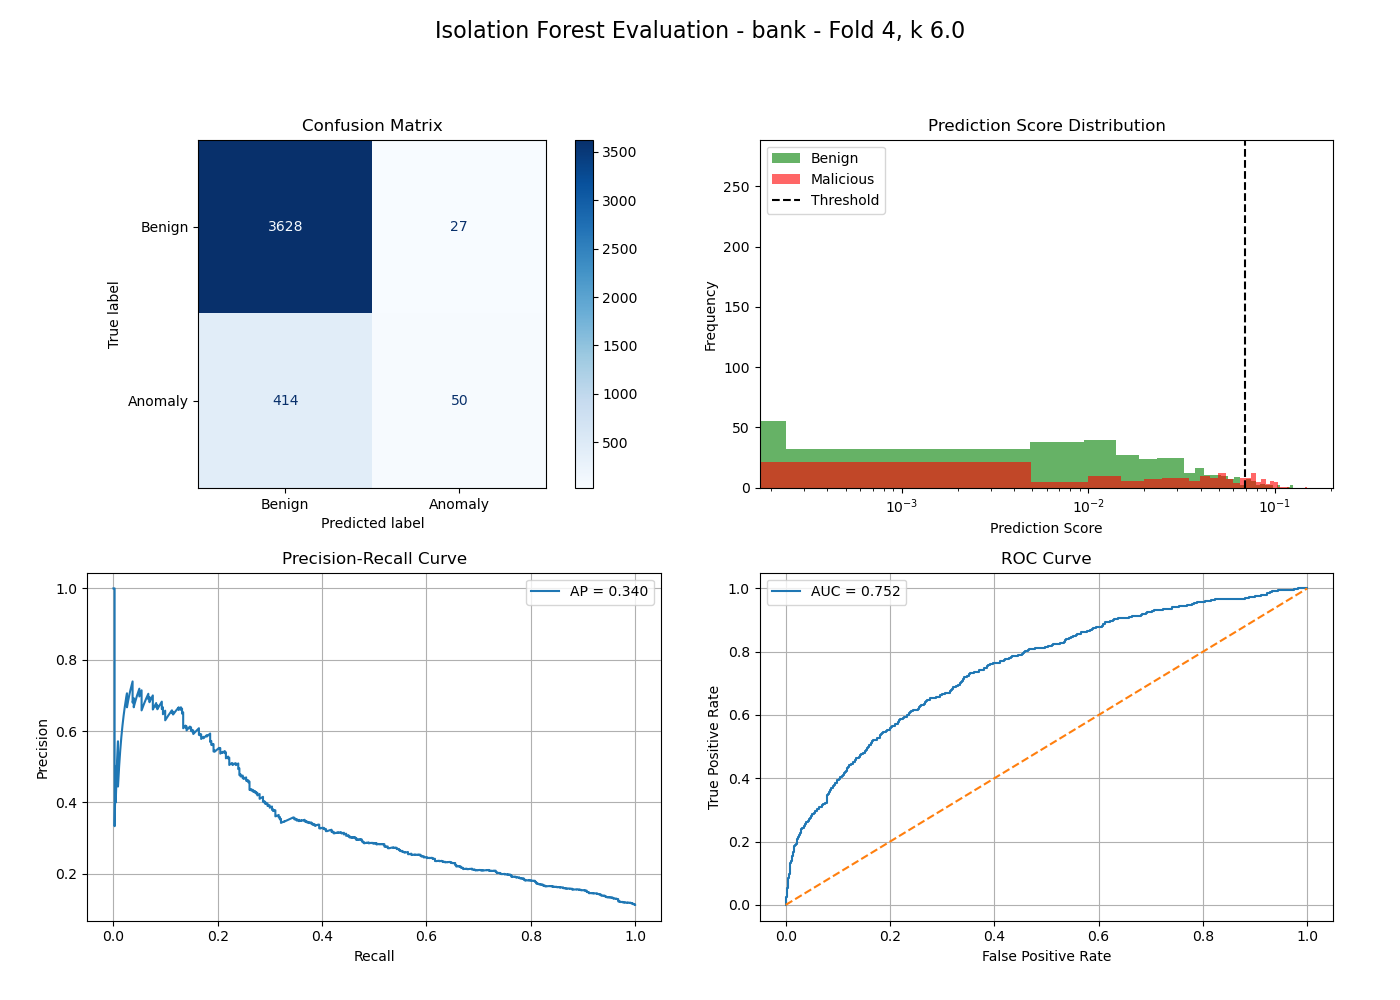 Isolation Forest Evaluation - bank - Fold 4, k 6.0
Confusion Matrix
True label
Benign
Anomaly
3628
27
414
50
Benign
Anomaly
Predicted label
3500
3000
2500
2000
1500
1000
500
Prediction Score Distribution
Benign
Malicious
Threshold
Frequency
250
200
150
100
50
0
10⁻³
10⁻²
10⁻¹
Prediction Score
Precision-Recall Curve
AP = 0.340
Precision
1.0
0.8
0.6
0.4
0.2
0.0
0.2
0.4
0.6
0.8
1.0
Recall
ROC Curve
AUC = 0.752
True Positive Rate
1.0
0.8
0.6
0.4
0.2
0.0
0.0
0.2
0.4
0.6
0.8
1.0
False Positive Rate